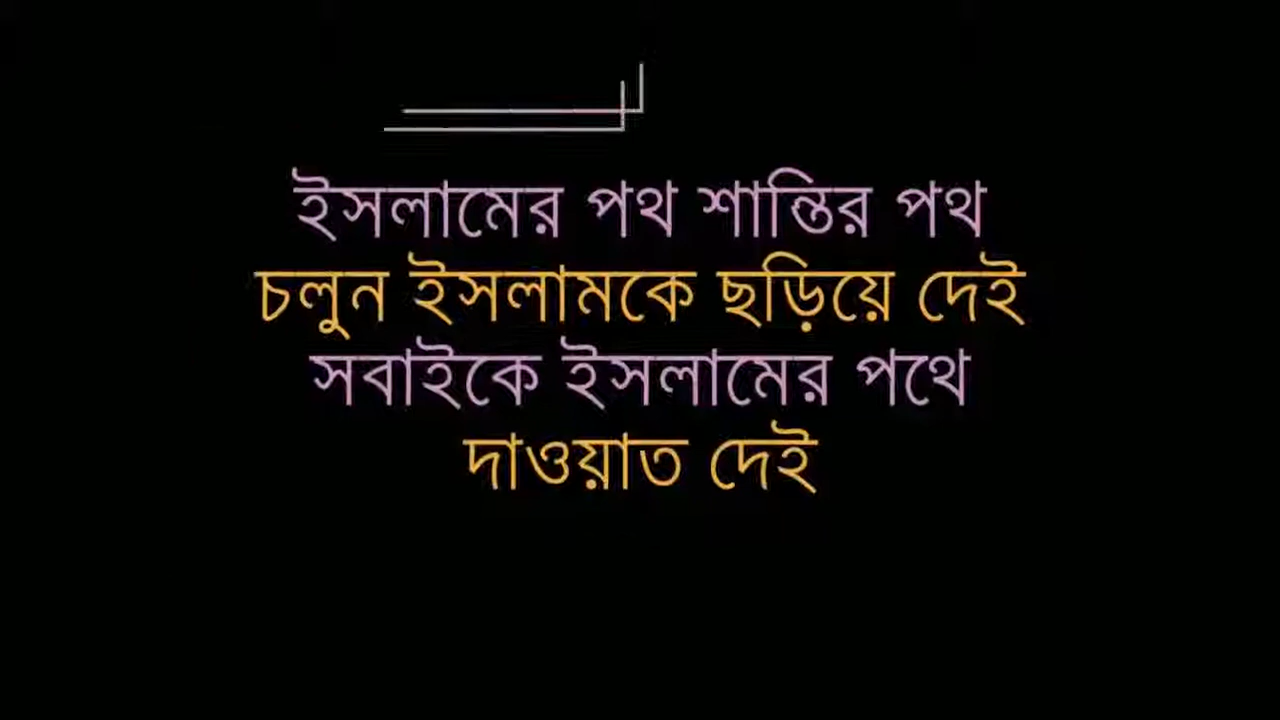 ইসলামের পথ শান্তির পথ
চলুন ইসলামকে ছড়িয়ে দেই
সবাইকে ইসলামের পথে
দাওয়াত দেই